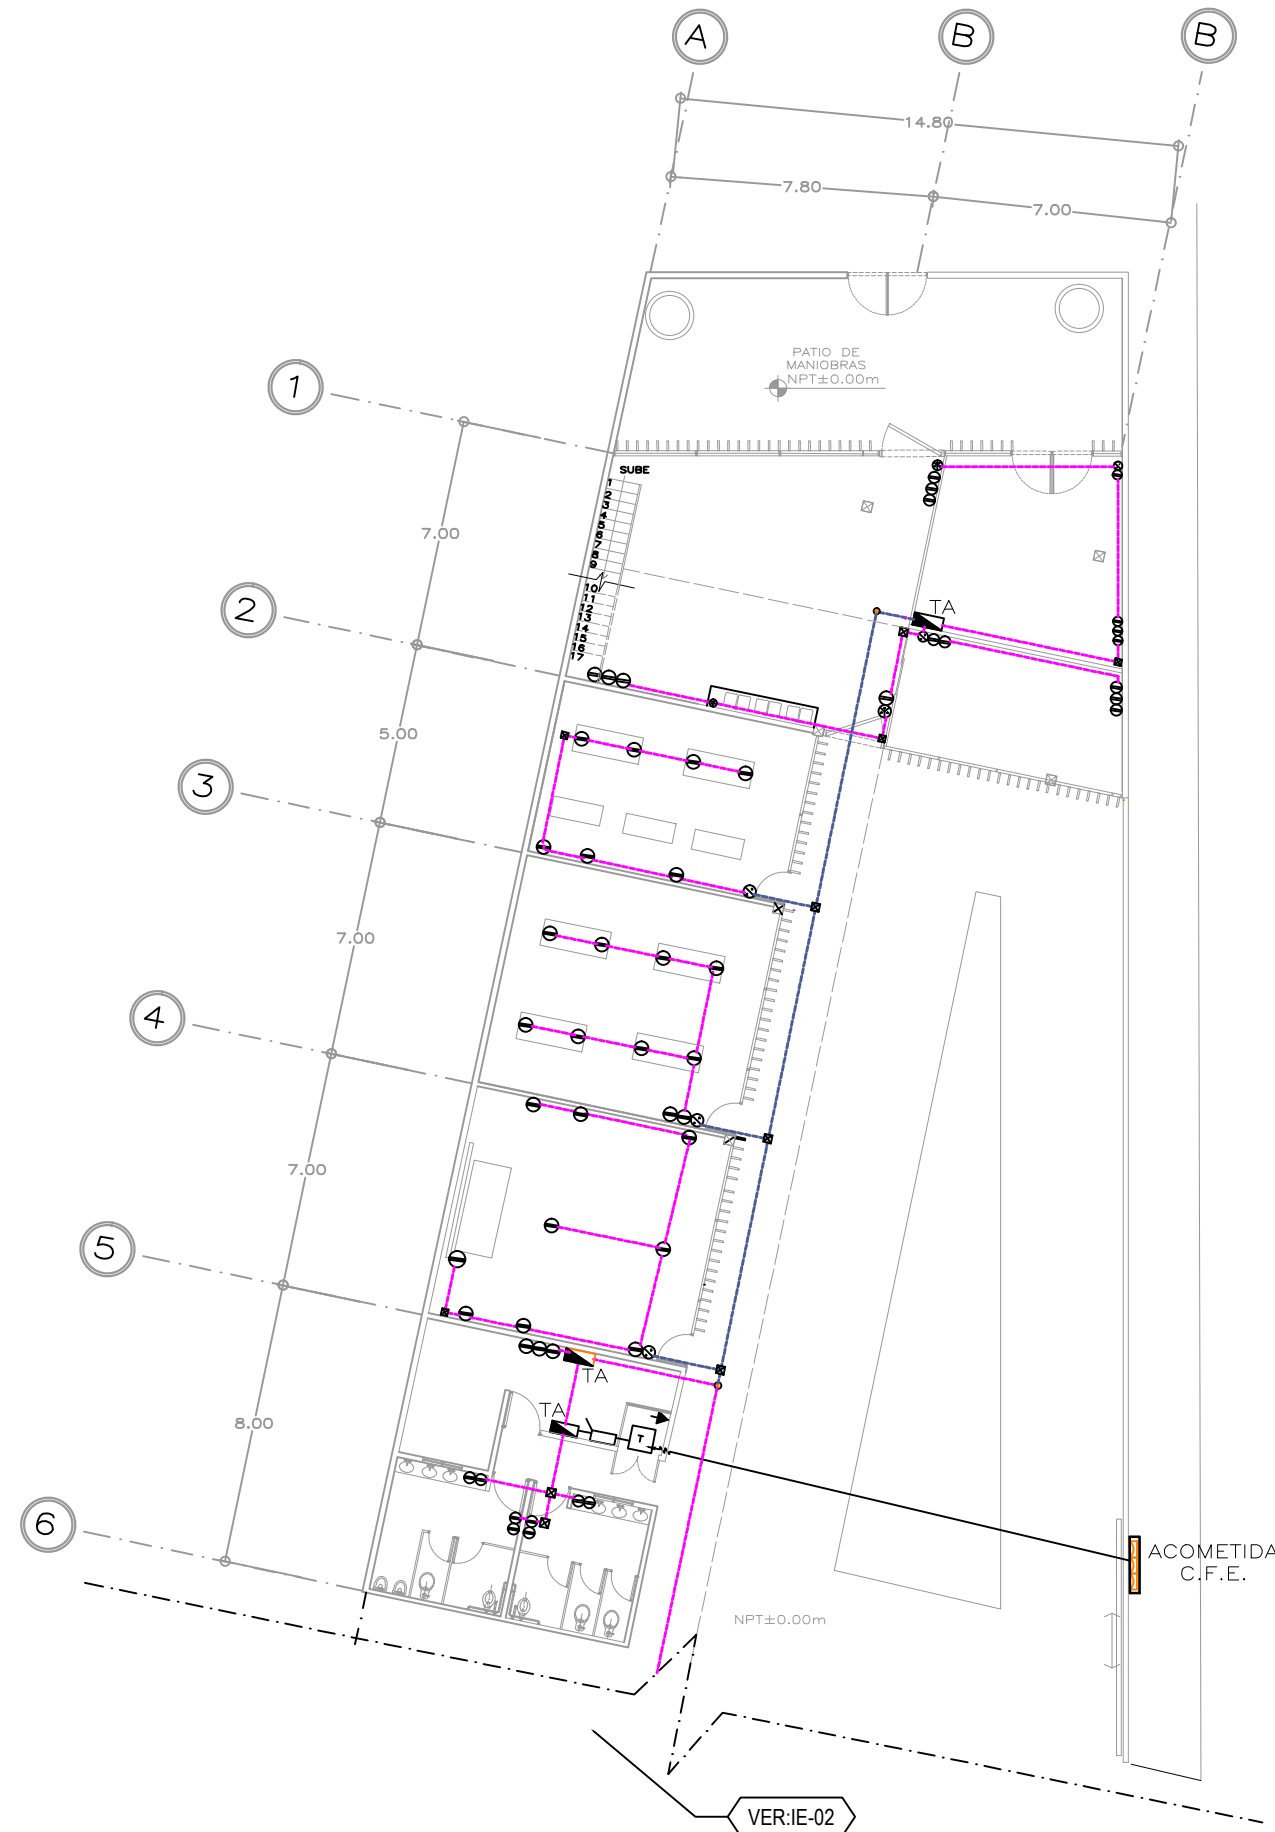 A
B
B
14.80
7.80
7.00
PATIO DE
MANIOBRAS
NPT±0.00m
1
SUBE
1
2
3
4
5
6
7
8
9
10
11
12
13
14
15
16
17
7.00
2
TA
5.00
3
7.00
4
7.00
5
TA
TA
8.00
T
6
ACOMETIDA
C.F.E.
NPT±0.00m
VER:IE-02